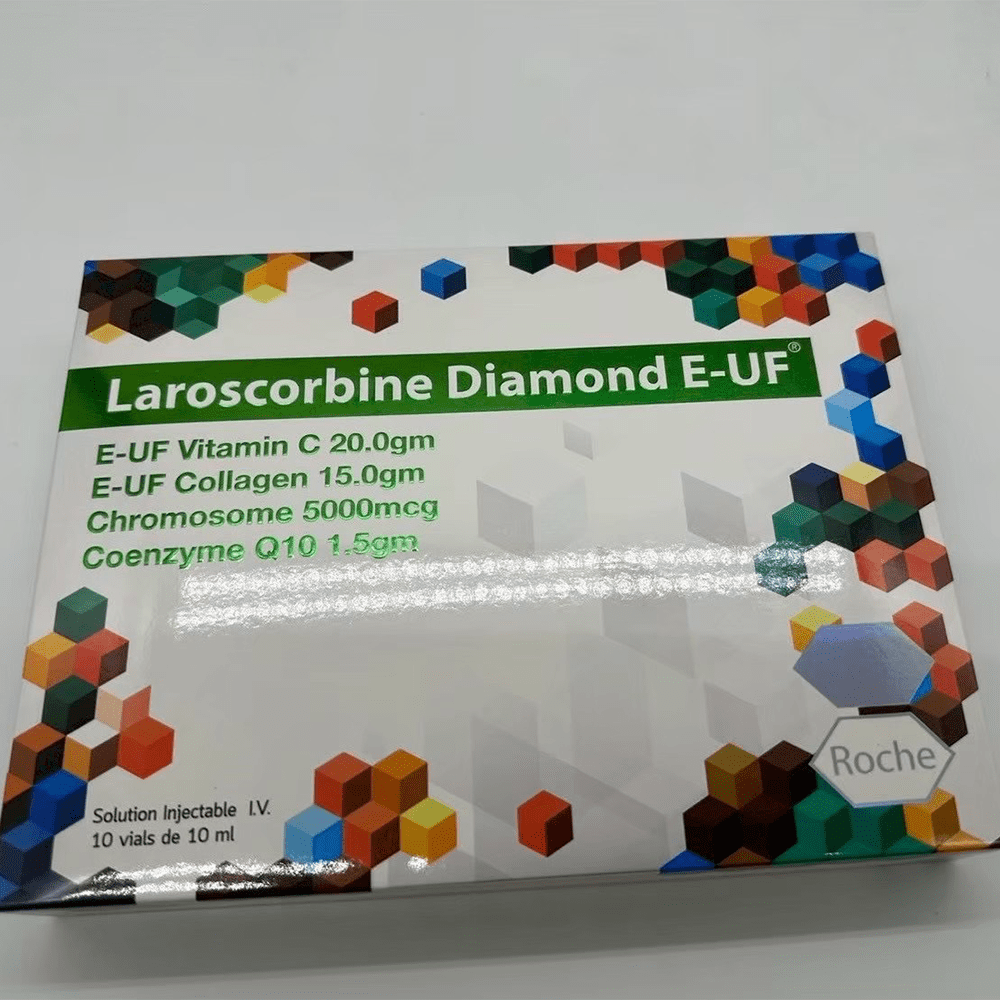 Laroscorbine Diamond E-UF®
E-UF Vitamin C 20.0gm
E-UF Collagen 15.0gm
Chromosome 5000mcg
Coenzyme Q10 1.5gm
Solution Injectable I.V.
10 vials de 10 ml
Roche